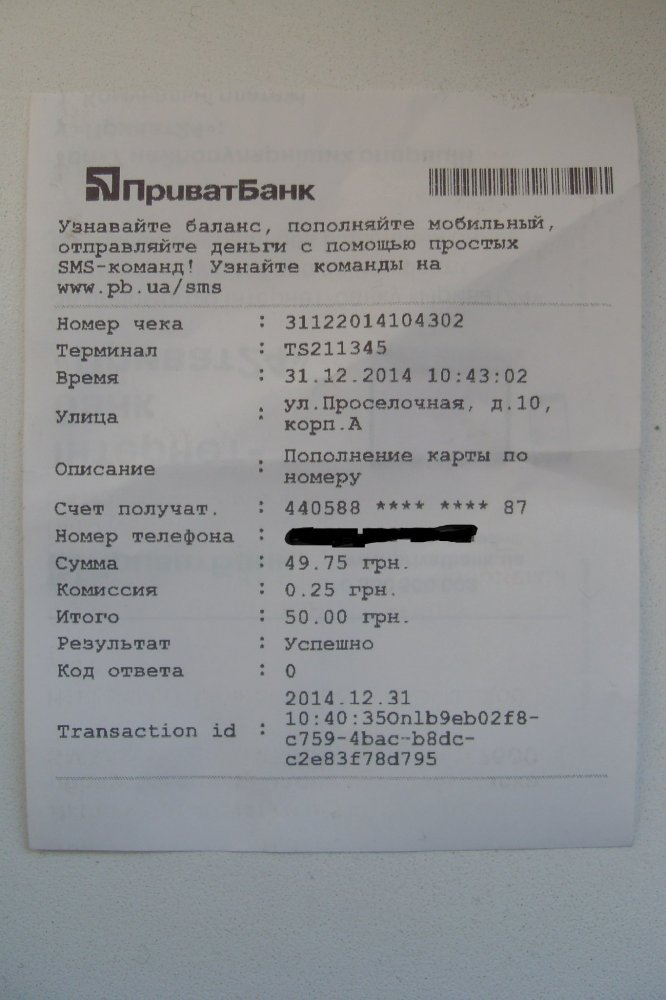 ПриватБанк
Узнавайте баланс, пополняйте мобильный,
отправляйте деньги с помощью простых
SMS-команд! Узнайте команды на
www.pb.ua/sms
Номер чека : 31122014104302
Терминал : TS211345
Время : 31.12.2014 10:43:02
Улица : ул.Проселочная, д.10,
корп.А
Описание : Пополнение карты по
номеру
Счет получат. : 440588 **** **** 87
Номер телефона :
Сумма : 49.75 грн.
Комиссия : 0.25 грн.
Итого : 50.00 грн.
Результат : Успешно
Код ответа : 0
Transaction id : 2014.12.31
10:40:35Onlb9eb02f8-
c759-4bac-b8dc-
c2e83f78d795